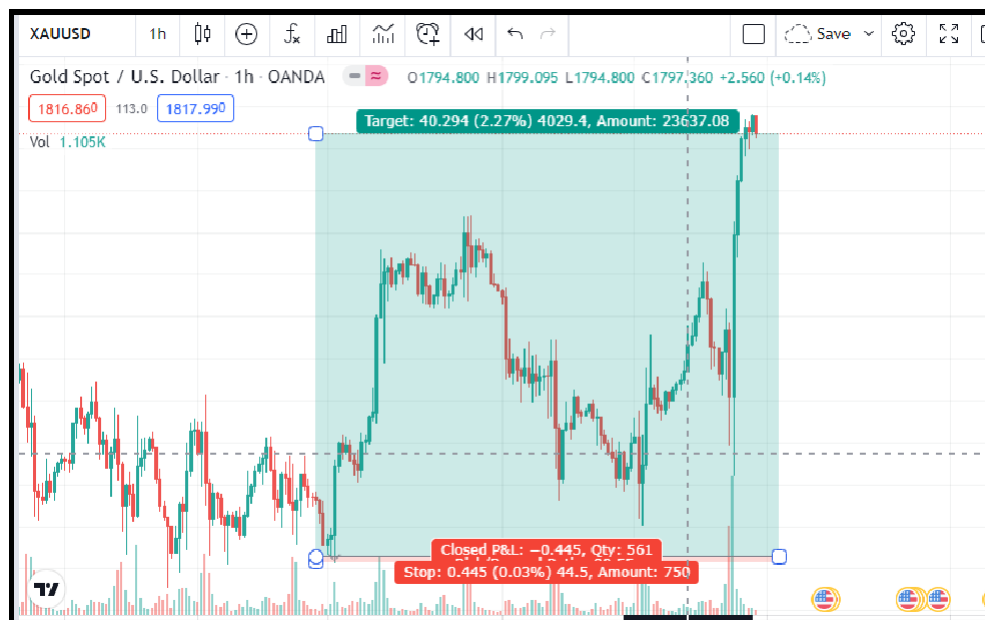 XAUUSD 1h Save
Gold Spot / U.S. Dollar · 1h · OANDA O1794.800 H1799.095 L1794.800 C1797.360 +2.560 (+0.14%)
1816.860 113.0 1817.990
Target: 40.294 (2.27%) 4029.4, Amount: 23637.08
Vol 1.105K
Closed P&L: −0.445, Qty: 561
Stop: 0.445 (0.03%) 44.5, Amount: 750